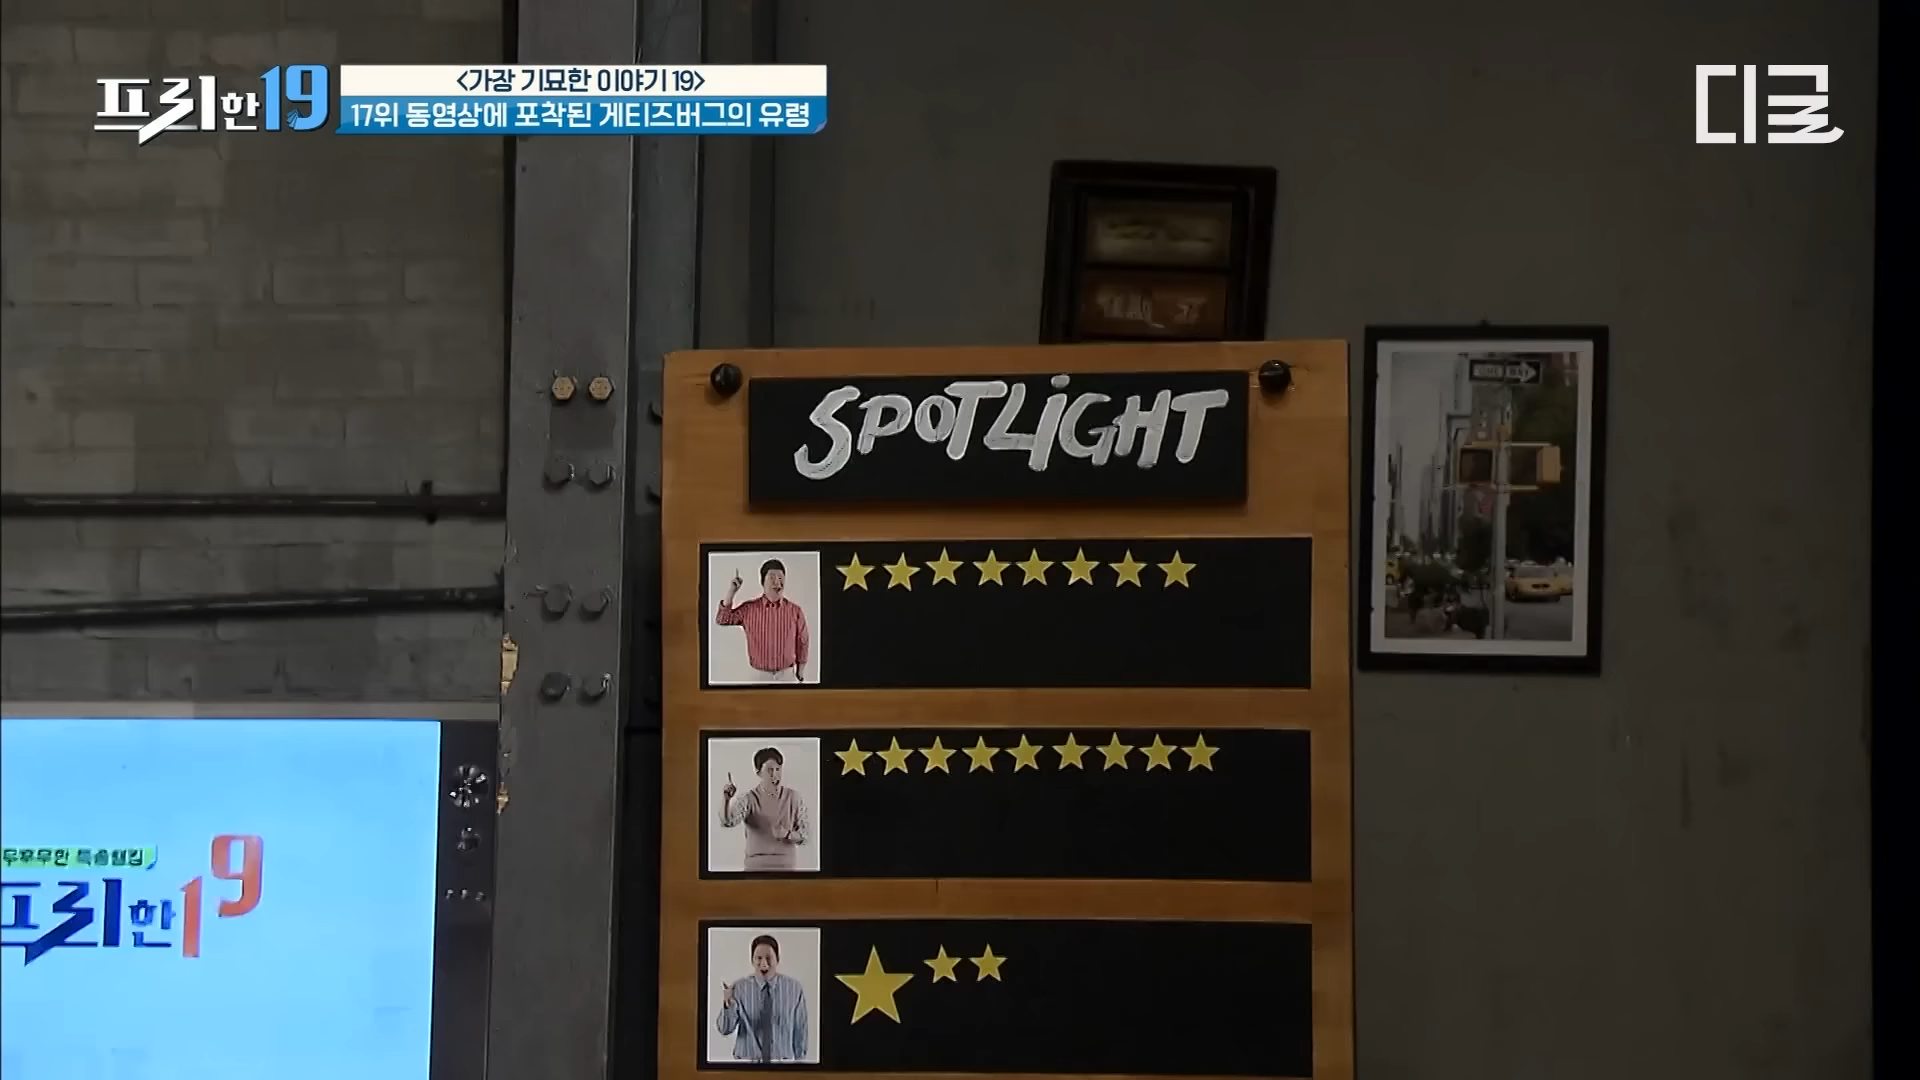 프리한19
<가장 기묘한 이야기 19>
17위 동영상에 포착된 게티즈버그의 유령
디글
SPOTLiGHT
ONE WAY
프리한19